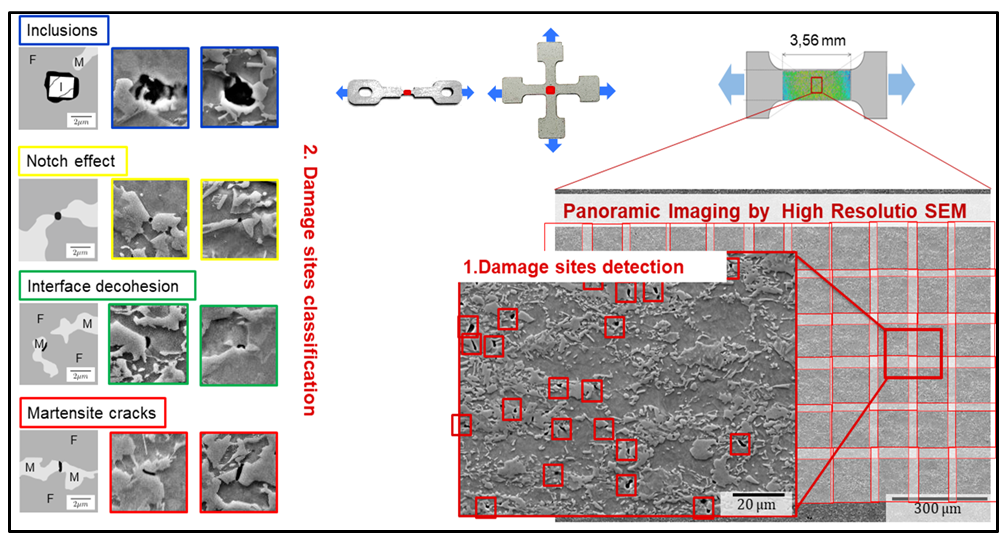 Inclusions
F
M
I
2μm
Notch effect
2μm
Interface decohesion
F
M
M
F
2μm
Martensite cracks
F
M
M
F
2μm
2. Damage sites classification
3,56 mm
Panoramic Imaging by High Resolutio SEM
1.Damage sites detection
20 μm
300 μm